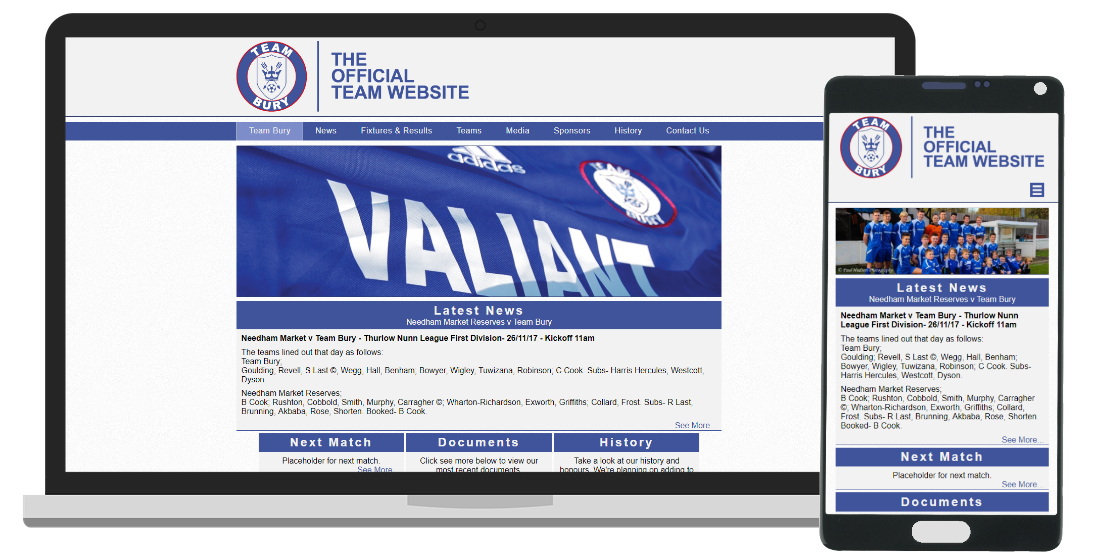 TEAM
BURY
THE
OFFICIAL
TEAM WEBSITE
Team Bury News Fixtures & Results Teams Media Sponsors History Contact Us
adidas
TEAM
BURY
VALIANT
Latest News
Needham Market Reserves v Team Bury
Needham Market v Team Bury - Thurlow Nunn League First Division- 26/11/17 - Kickoff 11am
The teams lined out that day as follows:
Team Bury;
Goulding; Revell, S Last ©, Wegg, Hall, Benham; Bowyer, Wigley, Tuwizana, Robinson; C Cook. Subs- Harris Hercules, Westcott,
Dyson.
Needham Market Reserves;
B Cook; Rushton, Cobbold, Smith, Murphy, Carragher ©; Wharton-Richardson, Exworth, Griffiths; Collard, Frost. Subs- R Last,
Brunning, Akbaba, Rose, Shorten. Booked- B Cook.
See More...
Next Match
Placeholder for next match.
See More...
Documents
Click see more below to view our
most recent documents
History
Take a look at our history and
honours. We're planning on adding to
TEAM
BURY
THE
OFFICIAL
TEAM WEBSITE
Latest News
Needham Market Reserves v Team Bury
Needham Market v Team Bury - Thurlow Nunn
League First Division- 26/11/17 - Kickoff 11am
The teams lined out that day as follows:
Team Bury;
Goulding; Revell, S Last ©, Wegg, Hall, Benham;
Bowyer, Wigley, Tuwizana, Robinson; C Cook. Subs-
Harris Hercules, Westcott, Dyson.
Needham Market Reserves;
B Cook; Rushton, Cobbold, Smith, Murphy, Carragher
©; Wharton-Richardson, Exworth, Griffiths; Collard,
Frost. Subs- R Last, Brunning, Akbaba, Rose, Shorten.
Booked- B Cook.
See More...
Next Match
Placeholder for next match.
See More...
Documents